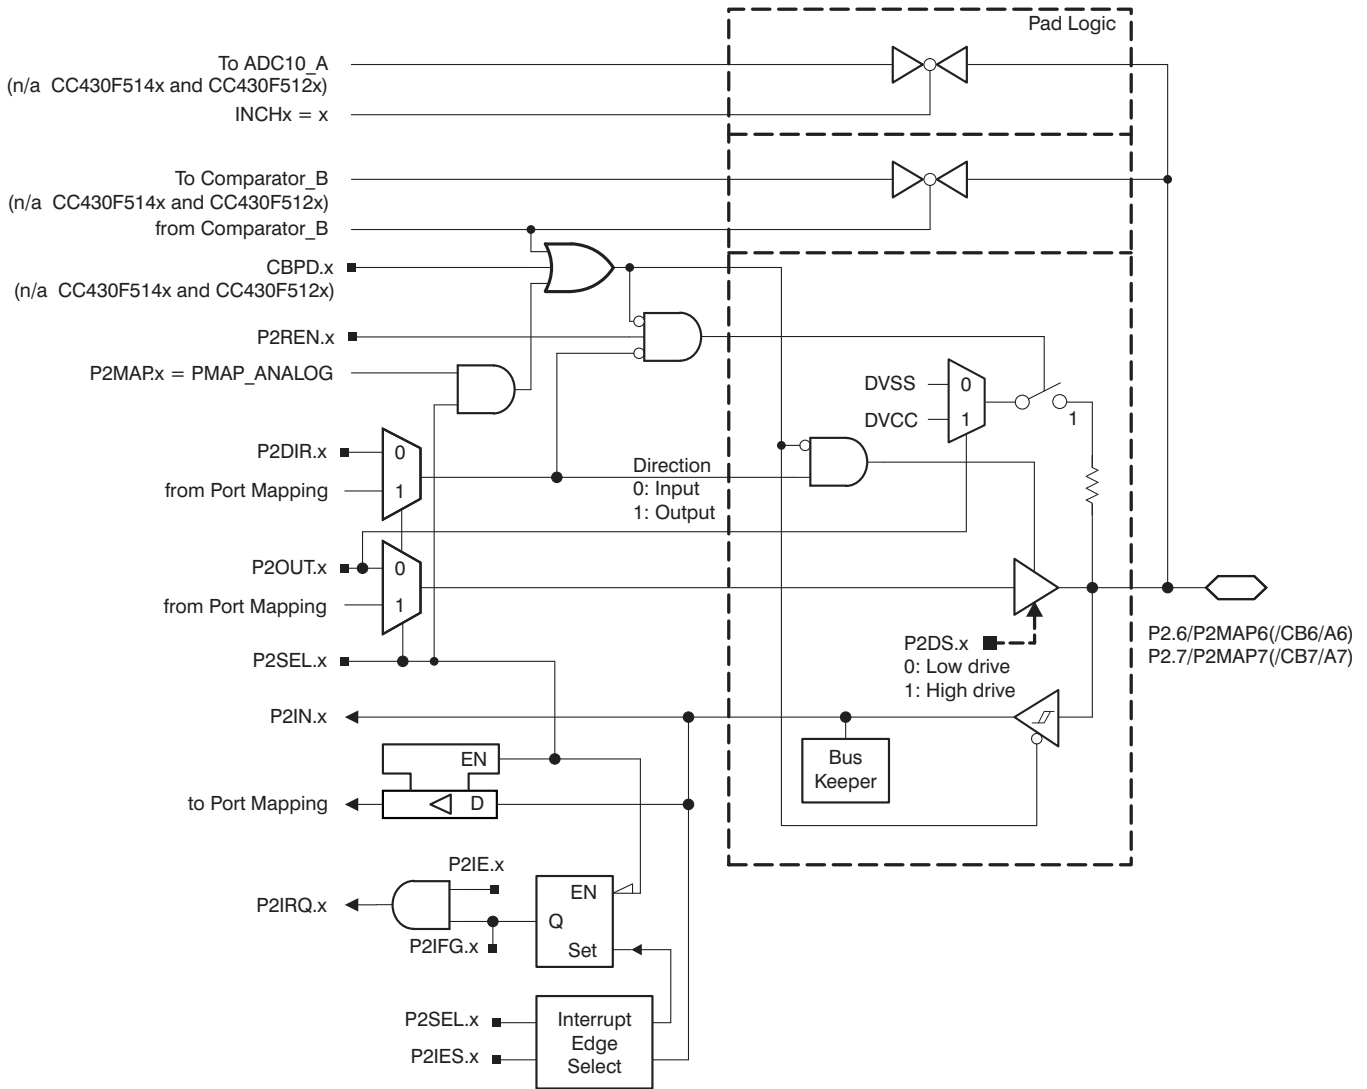 Pad Logic
To ADC10_A
(n/a CC430F514x and CC430F512x)
INCHx = x
To Comparator_B
(n/a CC430F514x and CC430F512x)
from Comparator_B
CBPD.x
(n/a CC430F514x and CC430F512x)
P2REN.x
P2MAP.x = PMAP_ANALOG
DVSS
0
DVCC
1
1
P2DIR.x
0
from Port Mapping
1
Direction
0: Input
1: Output
P2OUT.x
0
from Port Mapping
1
P2SEL.x
P2DS.x
0: Low drive
1: High drive
P2.6/P2MAP6(/CB6/A6)
P2.7/P2MAP7(/CB7/A7)
P2IN.x
Bus
Keeper
EN
to Port Mapping
D
P2IE.x
P2IRQ.x
EN
Q
P2IFG.x
Set
P2SEL.x
P2IES.x
Interrupt
Edge
Select